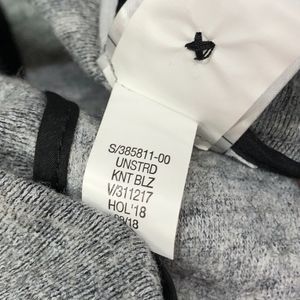 S/385811-00
UNSTRD
KNT BLZ
V/311217
HOL'18